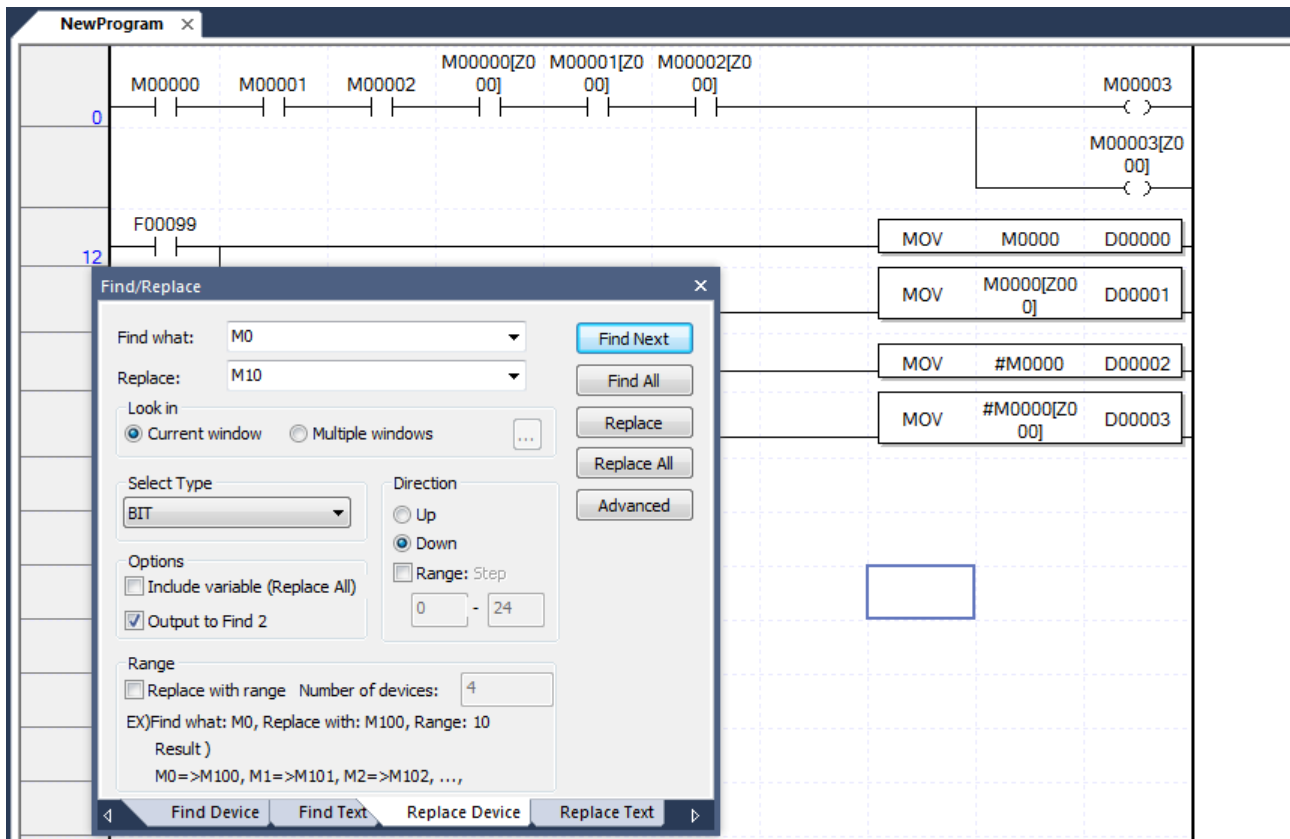 NewProgram
M00000[Z0 M00001[Z0 M00002[Z0
M00000 M00001 M00002 00] 00] 00] M00003
0
M00003[Z0
00]
F00099
12
MOV M0000 D00000
MOV M0000[Z00 D00001
0]
MOV #M0000 D00002
MOV #M0000[Z0 D00003
00]
Find/Replace
Find what: M0
Replace: M10
Look in
Current window Multiple windows ...
Select Type
BIT
Options
Include variable (Replace All)
Output to Find 2
Direction
Up
Down
Range: Step
0 - 24
Find Next
Find All
Replace
Replace All
Advanced
Range
Replace with range Number of devices: 4
EX)Find what: M0, Replace with: M100, Range: 10
Result )
M0=>M100, M1=>M101, M2=>M102, ...,
Find Device Find Text Replace Device Replace Text